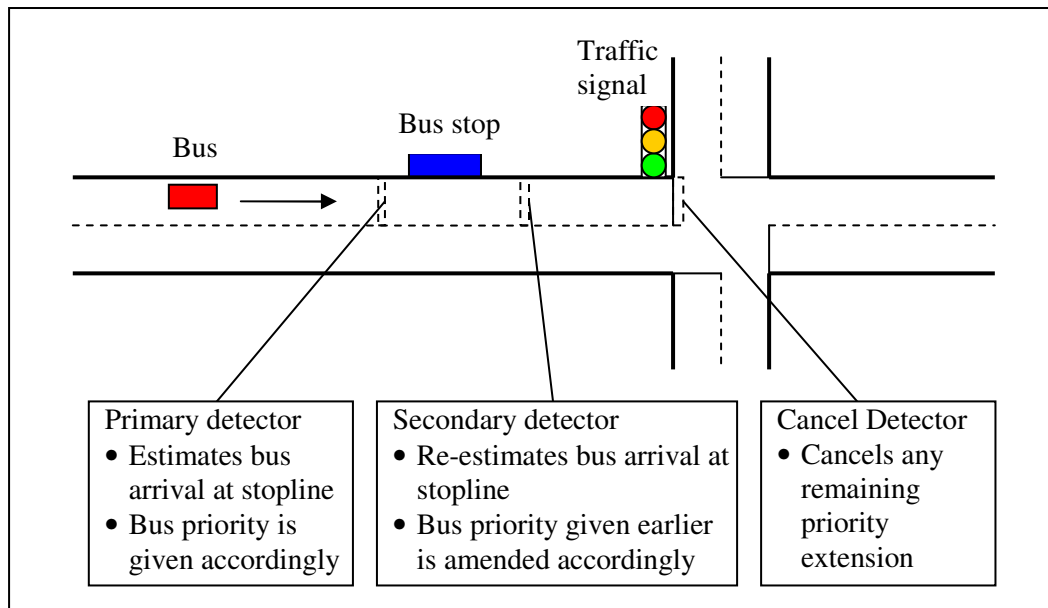 Traffic
signal
Bus stop
Bus
Primary detector
• Estimates bus
arrival at stopline
• Bus priority is
given accordingly
Secondary detector
• Re-estimates bus arrival at
stopline
• Bus priority given earlier
is amended accordingly
Cancel Detector
• Cancels any
remaining
priority
extension